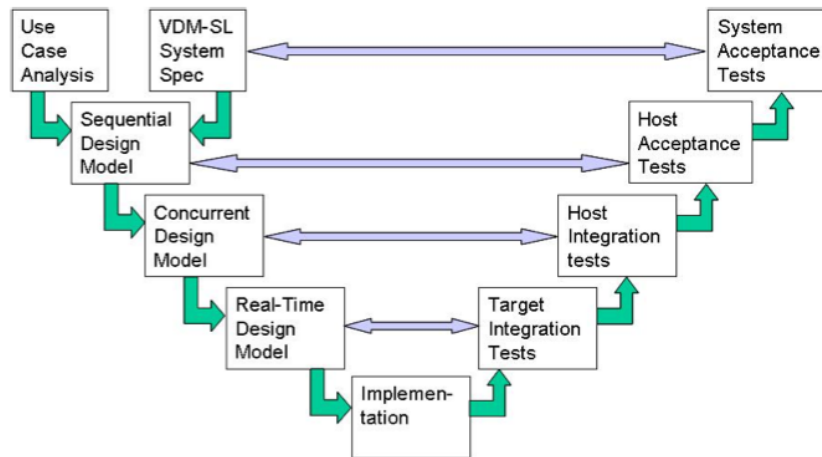 Use
Case
Analysis
VDM-SL
System
Spec
System
Acceptance
Tests
Sequential
Design
Model
Host
Acceptance
Tests
Concurrent
Design
Model
Host
Integration
tests
Real-Time
Design
Model
Target
Integration
Tests
Implemen-
tation